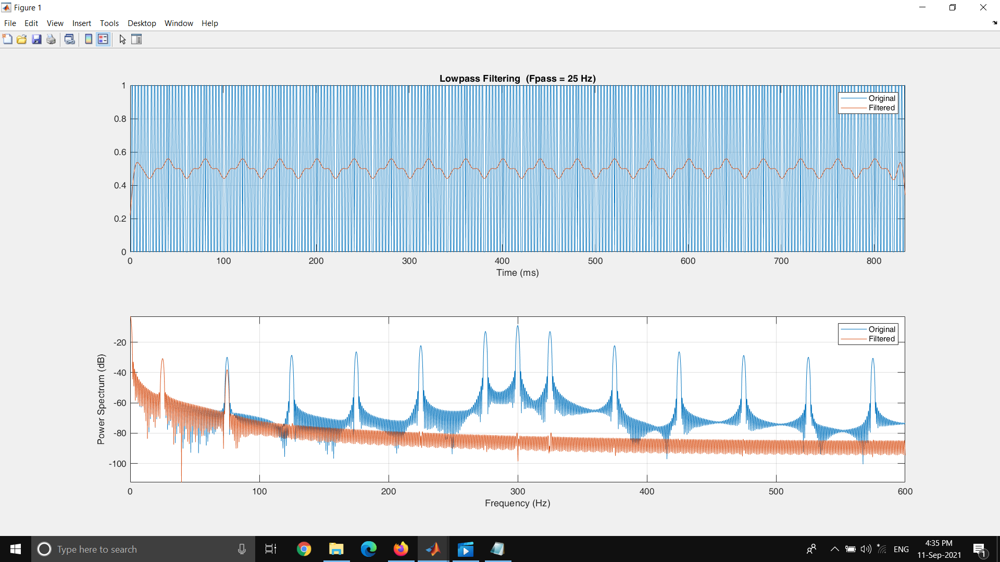 Figure 1
File Edit View Insert Tools Desktop Window Help
Lowpass Filtering (Fpass = 25 Hz)
1
0.8
0.6
0.4
0.2
0
Original
Filtered
0 100 200 300 400 500 600 700 800
Time (ms)
Power Spectrum (dB)
-20
-40
-60
-80
-100
Original
Filtered
0 100 200 300 400 500 600
Frequency (Hz)
Type here to search
ENG
4:35 PM
11-Sep-2021
1